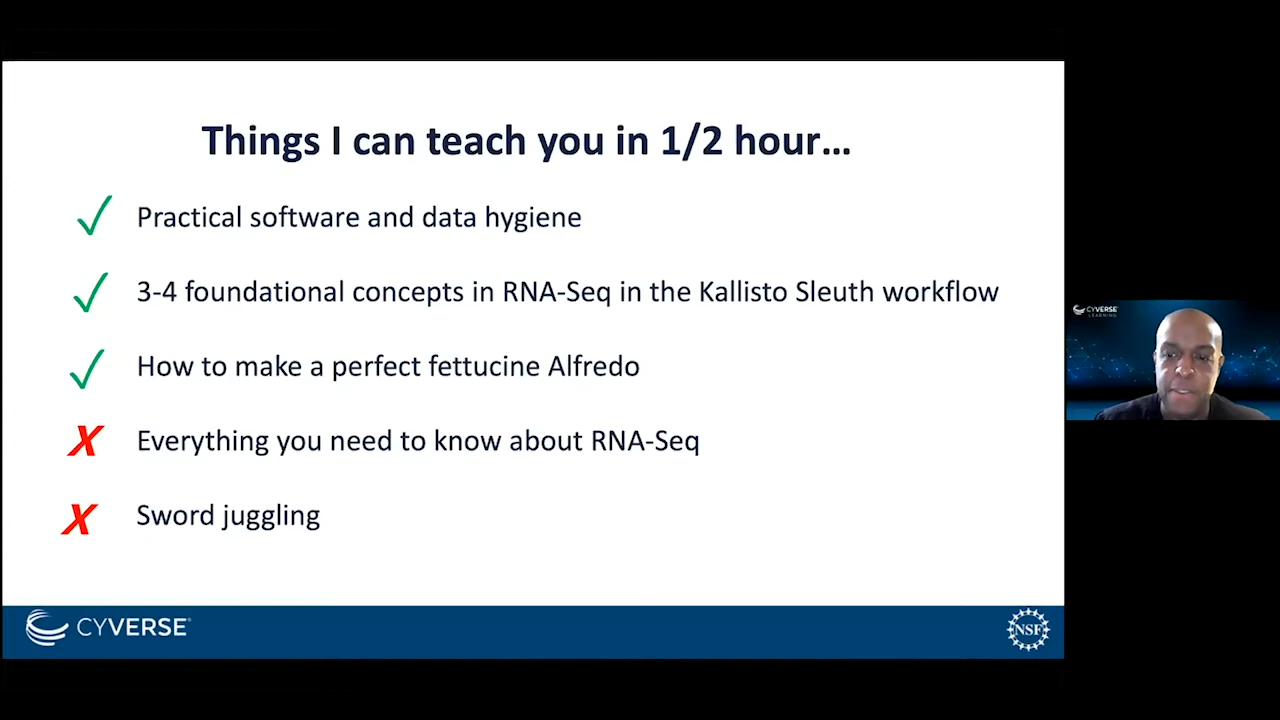 Things I can teach you in 1/2 hour…
✓ Practical software and data hygiene
✓ 3-4 foundational concepts in RNA-Seq in the Kallisto Sleuth workflow
✓ How to make a perfect fettucine Alfredo
X Everything you need to know about RNA-Seq
X Sword juggling
CYVERSE®
NSF
CYVERSE
LEARNING